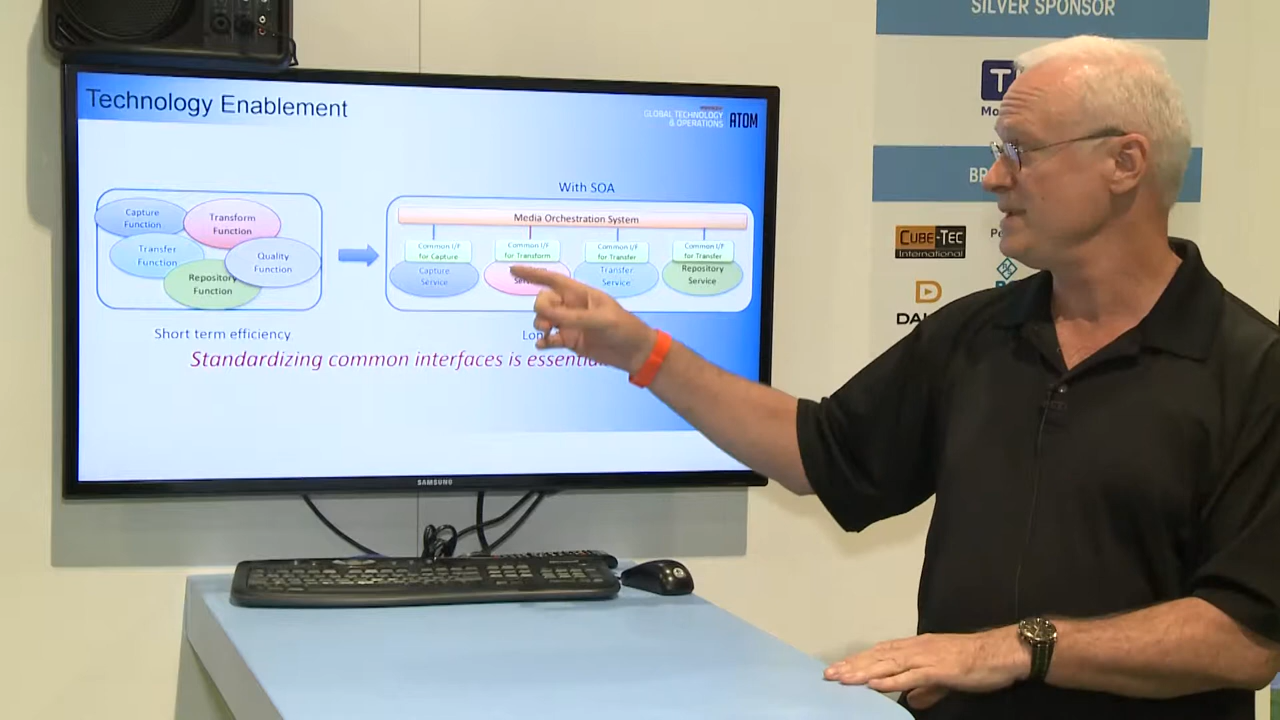 SILVER SPONSOR
Technology Enablement
GLOBAL TECHNOLOGY
& OPERATIONS
ATOM
With SOA
Capture
Function
Transform
Function
Transfer
Function
Quality
Function
Repository
Function
Media Orchestration System
Common I/F
for Capture
Common I/F
for Transform
Common I/F
for Transfer
Common I/F
for Transfer
Capture
Service
Transfer
Service
Repository
Service
Short term efficiency
Standardizing common interfaces is
SAMSUNG
CUBE-TEC
International